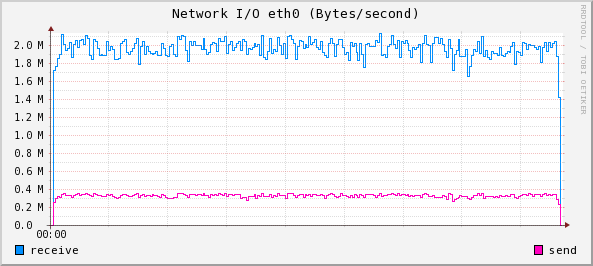 Network I/O eth0 (Bytes/second)
RRDTOOL / TOBI OETIKER
2.0 M
1.8 M
1.6 M
1.4 M
1.2 M
1.0 M
0.8 M
0.6 M
0.4 M
0.2 M
0.0
00:00
receive
send